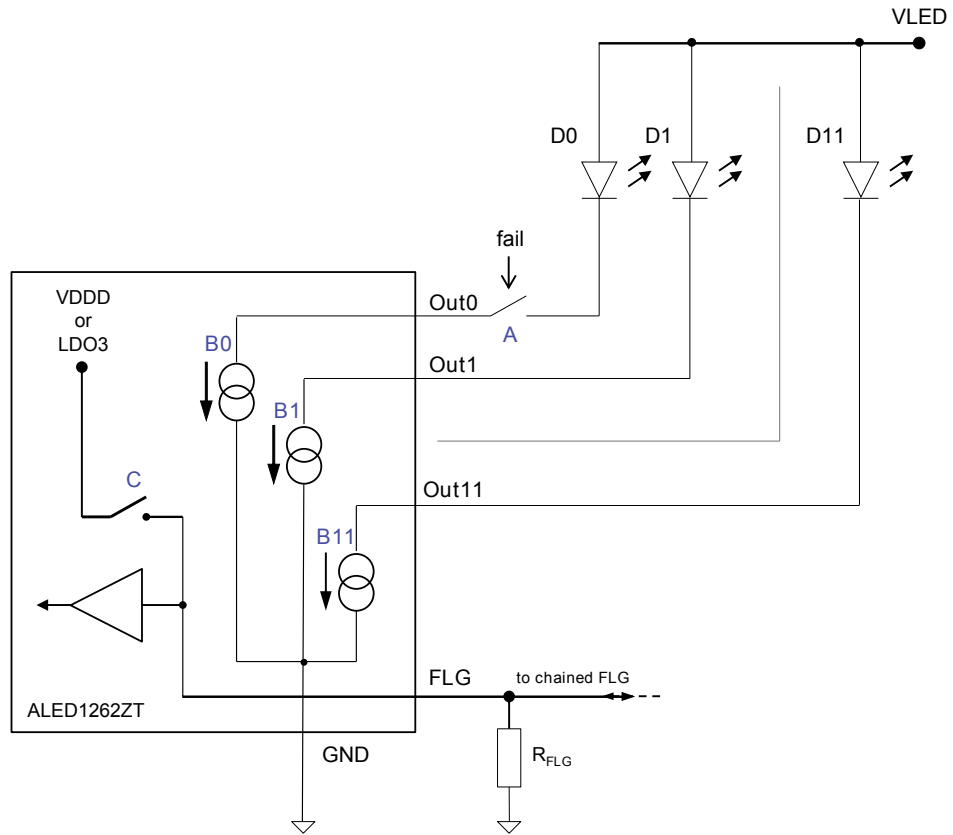 VLED
D0
D1
D11
fail
VDDD
or
LDO3
Out0
A
B0
Out1
B1
C
Out11
B11
FLG
to chained FLG
ALED1262ZT
GND
RFLG